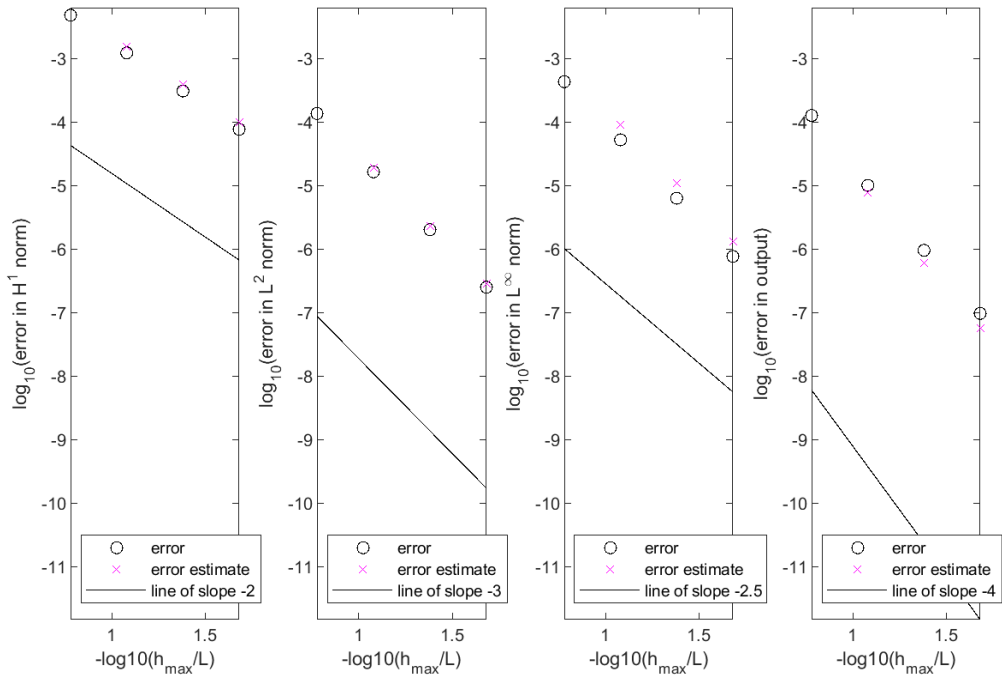 -3
-4
-5
-6
-7
-8
-9
-10
-11
log10(error in H1 norm)
error
error estimate
line of slope -2
1
1.5
-log10(hmax/L)
-3
-4
-5
-6
-7
-8
-9
-10
-11
log10(error in L2 norm)
error
error estimate
line of slope -3
1
1.5
-log10(hmax/L)
-3
-4
-5
-6
-7
-8
-9
-10
-11
log10(error in L∞ norm)
error
error estimate
line of slope -2.5
1
1.5
-log10(hmax/L)
-3
-4
-5
-6
-7
-8
-9
-10
-11
log10(error in output)
error
error estimate
line of slope -4
1
1.5
-log10(hmax/L)